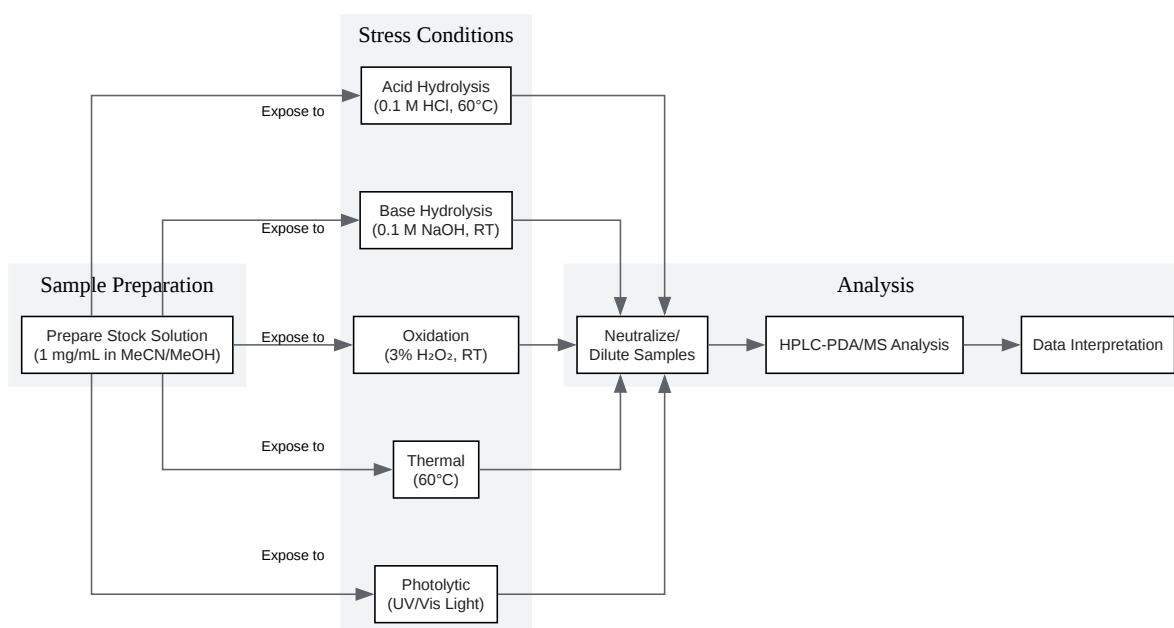 Stress Conditions
Acid Hydrolysis
(0.1 M HCl, 60°C)
Expose to
Base Hydrolysis
(0.1 M NaOH, RT)
Expose to
Sample Preparation
Analysis
Prepare Stock Solution
(1 mg/mL in MeCN/MeOH)
Expose to
Oxidation
(3% H₂O₂, RT)
Neutralize/
Dilute Samples
HPLC-PDA/MS Analysis
Data Interpretation
Expose to
Thermal
(60°C)
Expose to
Photolytic
(UV/Vis Light)